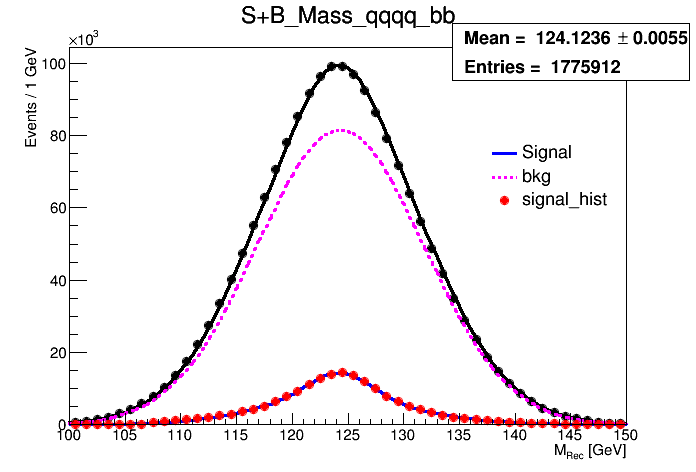 S+B_Mass_qqqq_bb
Mean = 124.1236 ± 0.0055
Entries = 1775912
×10³
Events / 1 GeV
100
80
60
40
20
0
Signal
bkg
signal_hist
100 105 110 115 120 125 130 135 140 145 150
M_Rec [GeV]